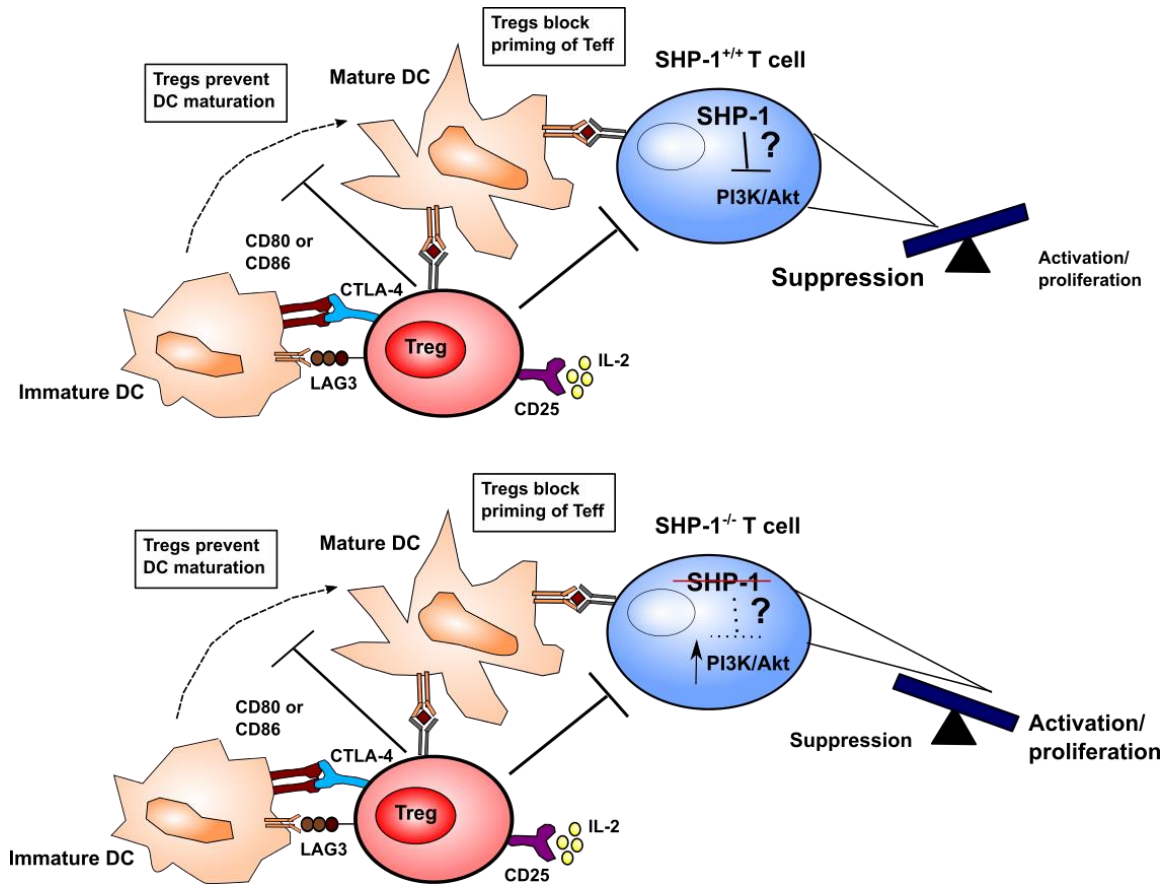 Tregs block
priming of Teff
SHP-1+/+ T cell
Mature DC
Tregs prevent
DC maturation
SHP-1
?
PI3K/Akt
CD80 or
CD86
CTLA-4
Suppression
Activation/
proliferation
Treg
IL-2
LAG3
CD25
Immature DC
Tregs block
priming of Teff
SHP-1-/- T cell
Mature DC
Tregs prevent
DC maturation
SHP-1
?
PI3K/Akt
CD80 or
CD86
CTLA-4
Suppression
Activation/
proliferation
Treg
IL-2
LAG3
CD25
Immature DC